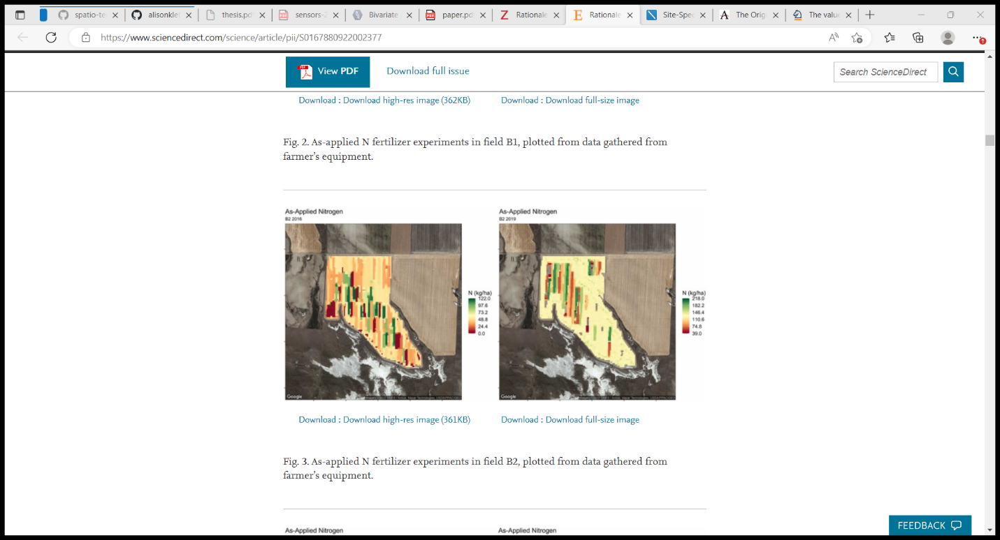 spatio-te
alisonklei
thesis.pd
sensors-2
Bivariate
paper.pd
Rationale
Rationale
Site-Spec
The Orig
The value
https://www.sciencedirect.com/science/article/pii/S0167880922002377
View PDF
Download full issue
Search ScienceDirect
Download : Download high-res image (362KB)
Download : Download full-size image
Fig. 2. As-applied N fertilizer experiments in field B1, plotted from data gathered from
farmer's equipment.
As-Applied Nitrogen
B2 2016
N (kg/ha)
122.0
97.6
73.2
48.8
24.4
0.0
Google
As-Applied Nitrogen
B2 2019
N (kg/ha)
218.0
182.2
146.4
110.6
74.8
39.0
Google
Download : Download high-res image (361KB)
Download : Download full-size image
Fig. 3. As-applied N fertilizer experiments in field B2, plotted from data gathered from
farmer's equipment.
As-Applied Nitrogen
As-Applied Nitrogen
FEEDBACK